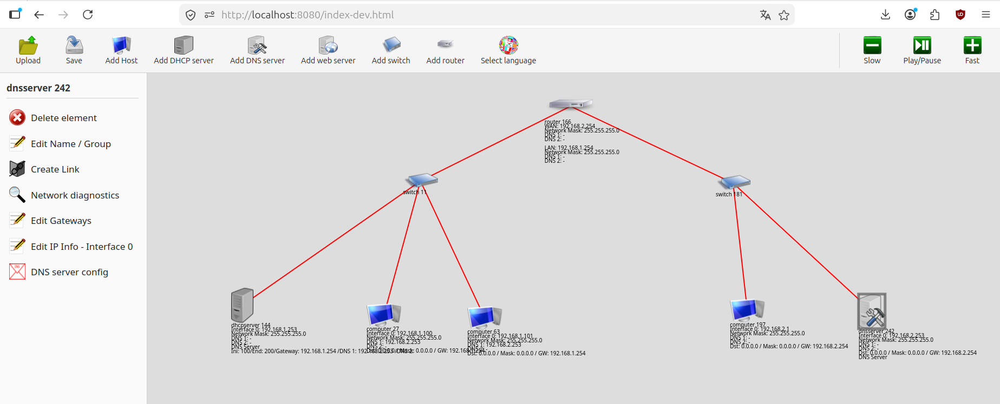 http://localhost:8080/index-dev.html
Upload
Save
Add Host
Add DHCP server
Add DNS server
Add web server
Add switch
Add router
Select language
Slow
Play/Pause
Fast
dnsserver 242
Delete element
Edit Name / Group
Create Link
Network diagnostics
Edit Gateways
Edit IP Info - Interface 0
DNS
DNS server config
router 166
WAN: 192.168.2.254
Network Mask: 255.255.255.0
DNS 1: -
DNS 2: -
LAN: 192.168.1.254
Network Mask: 255.255.255.0
DNS 1: -
DNS 2: -
switch 11
switch 181
dhcpserver 144
Interface 0: 192.168.1.253
Network Mask: 255.255.255.0
DNS 1: -
DNS 2: -
DNS Server
Ini: 100/End: 200/Gateway: 192.168.1.254 /DNS 1: 192.168.2.253 /DNS 2:
computer 27
Interface 0: 192.168.1.100
Network Mask: 255.255.255.0
DNS 1: 192.168.2.253
DNS 2: -
Dst: 0.0.0.0 / Mask: 0.0.0.0 / GW: 192.168.1.254
computer 63
Interface 0: 192.168.1.101
Network Mask: 255.255.255.0
DNS 1: 192.168.2.253
DNS 2: -
Dst: 0.0.0.0 / Mask: 0.0.0.0 / GW: 192.168.1.254
computer 197
Interface 0: 192.168.2.1
Network Mask: 255.255.255.0
DNS 1: -
DNS 2: -
Dst: 0.0.0.0 / Mask: 0.0.0.0 / GW: 192.168.2.254
dnsserver 242
Interface 0: 192.168.2.253
Network Mask: 255.255.255.0
DNS 1: -
DNS 2: -
Dst: 0.0.0.0 / Mask: 0.0.0.0 / GW: 192.168.2.254
DNS Server